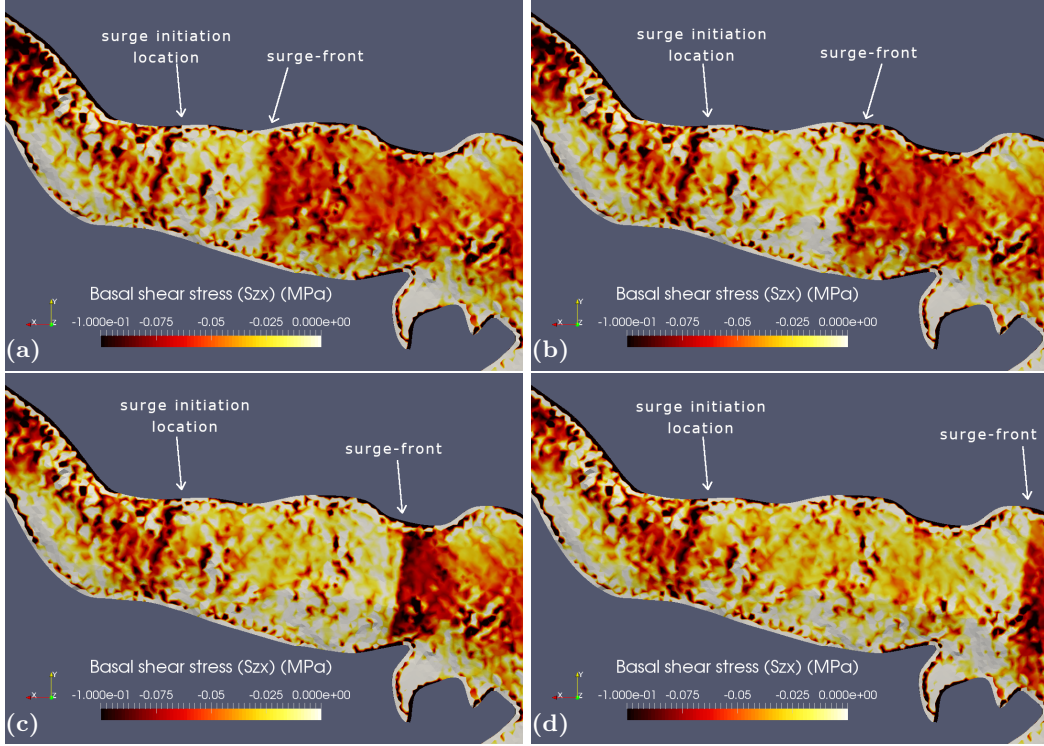 surge initiation
location
surge-front
Basal shear stress (Szx) (MPa)
-1.000e-01 -0.075 -0.05 -0.025 0.000e+00
X Y Z
(a)
surge initiation
location
surge-front
Basal shear stress (Szx) (MPa)
-1.000e-01 -0.075 -0.05 -0.025 0.000e+00
X Y Z
(b)
surge initiation
location
surge-front
Basal shear stress (Szx) (MPa)
-1.000e-01 -0.075 -0.05 -0.025 0.000e+00
X Y Z
(c)
surge initiation
location
surge-front
Basal shear stress (Szx) (MPa)
-1.000e-01 -0.075 -0.05 -0.025 0.000e+00
X Y Z
(d)